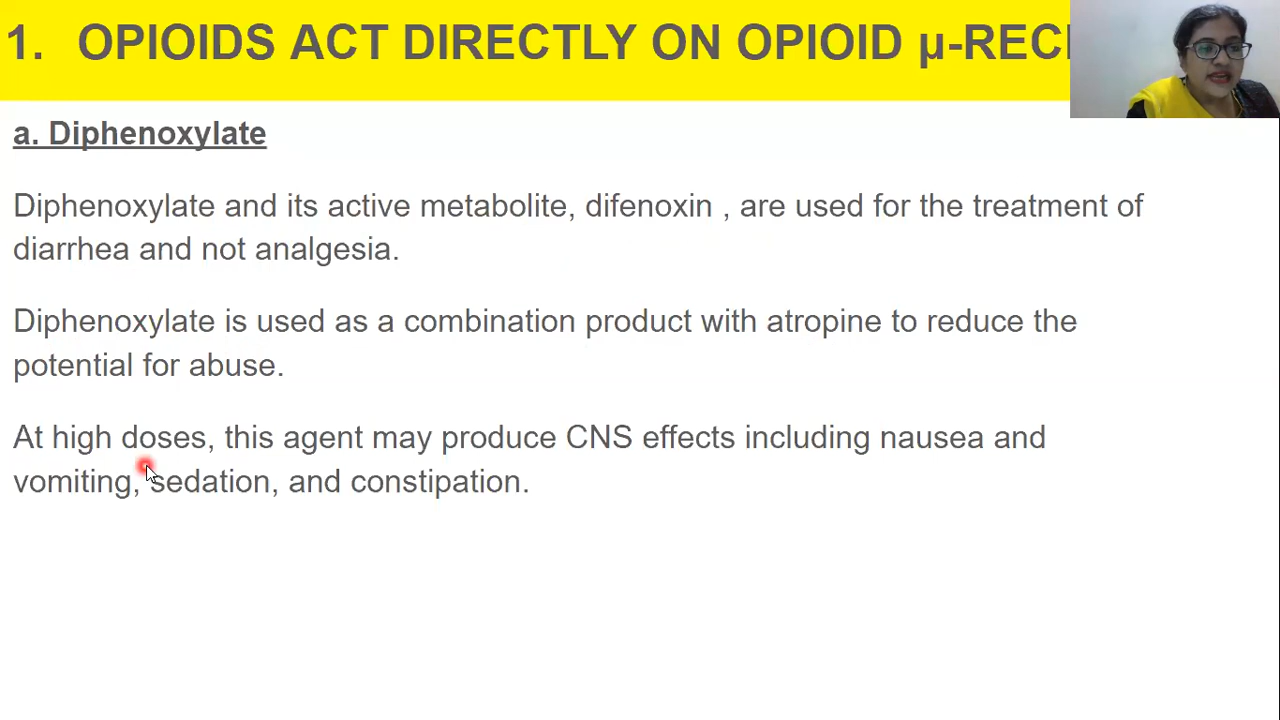 1. OPIOIDS ACT DIRECTLY ON OPIOID µ-REC
a. Diphenoxylate
Diphenoxylate and its active metabolite, difenoxin , are used for the treatment of
diarrhea and not analgesia.
Diphenoxylate is used as a combination product with atropine to reduce the
potential for abuse.
At high doses, this agent may produce CNS effects including nausea and
vomiting, sedation, and constipation.